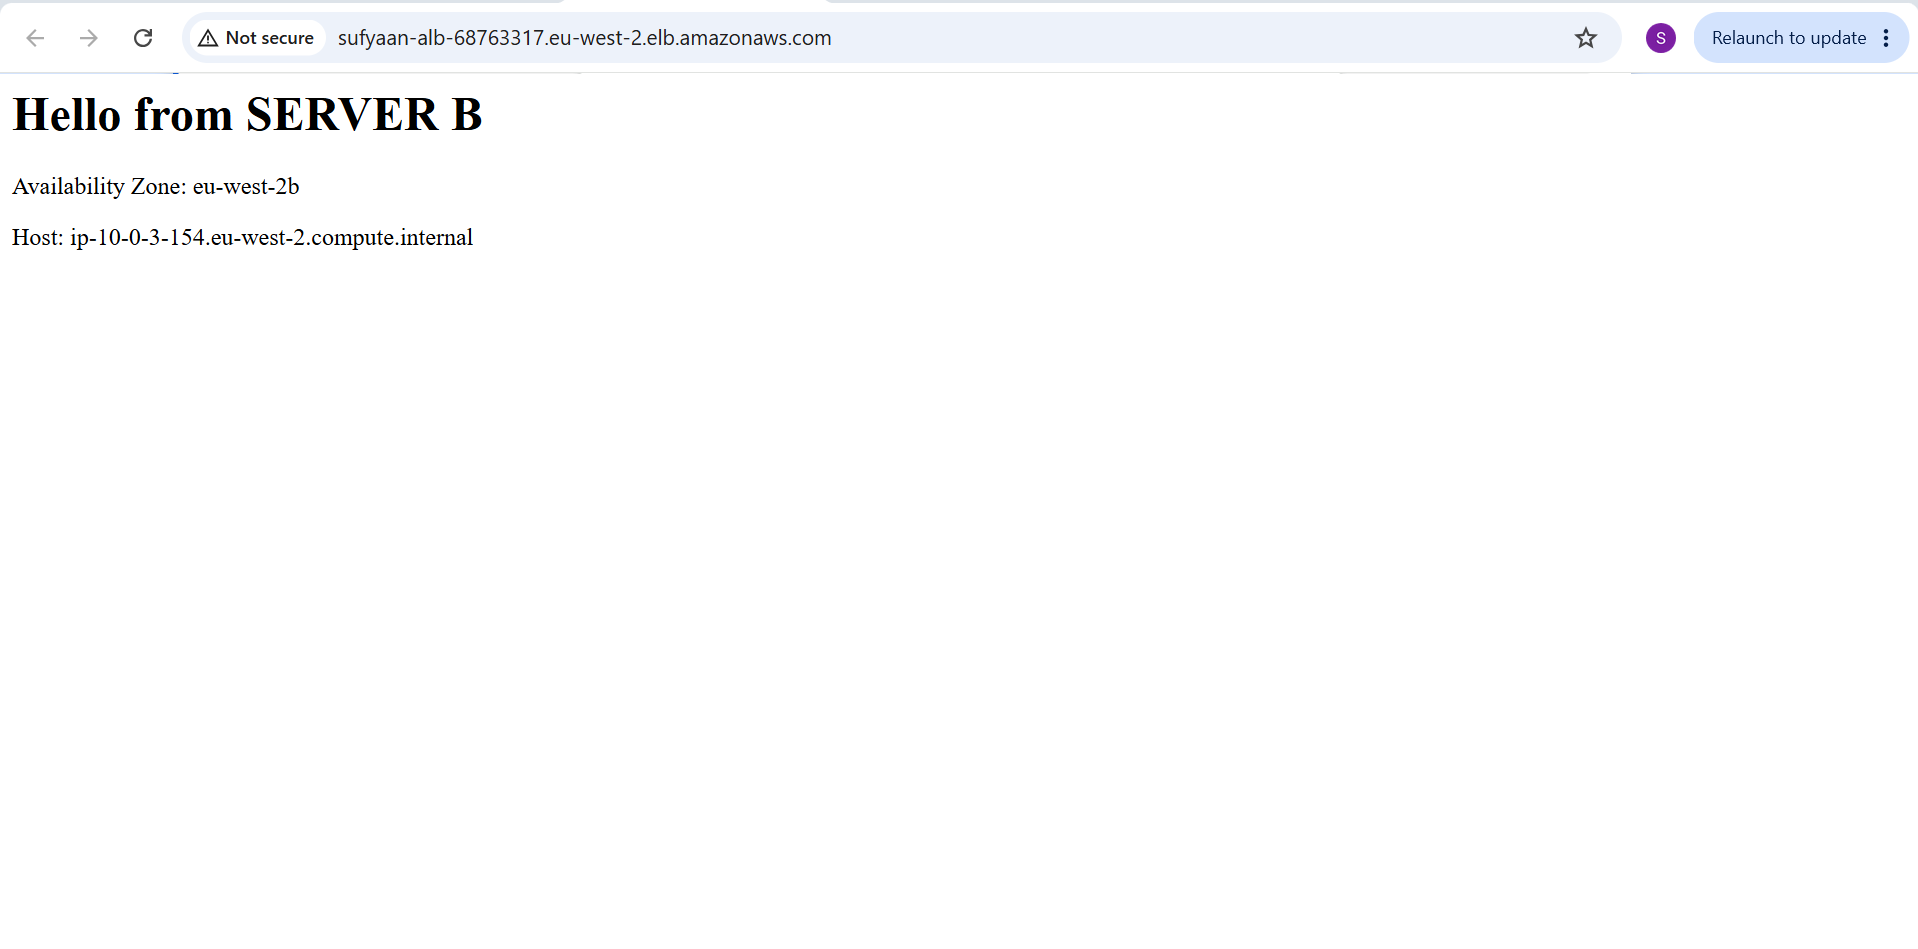 Not secure
sufyaan-alb-68763317.eu-west-2.elb.amazonaws.com
S
Relaunch to update
Hello from SERVER B
Availability Zone: eu-west-2b
Host: ip-10-0-3-154.eu-west-2.compute.internal